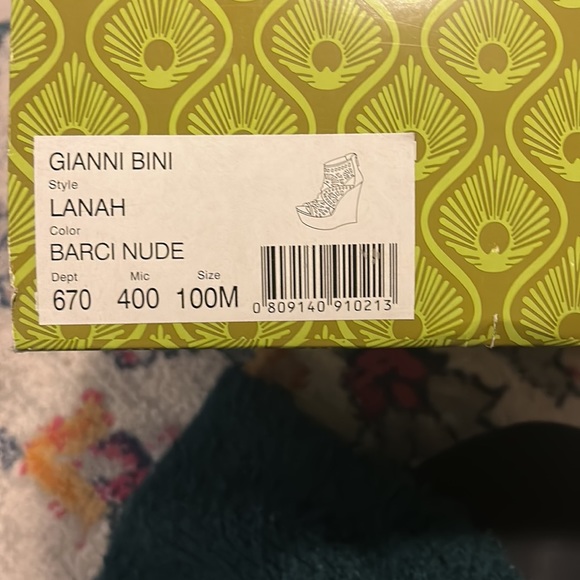 GIANNI BINI
Style
LANAH
Color
BARCI NUDE
Dept Mic Size
670 400 100M
0 809140 910213